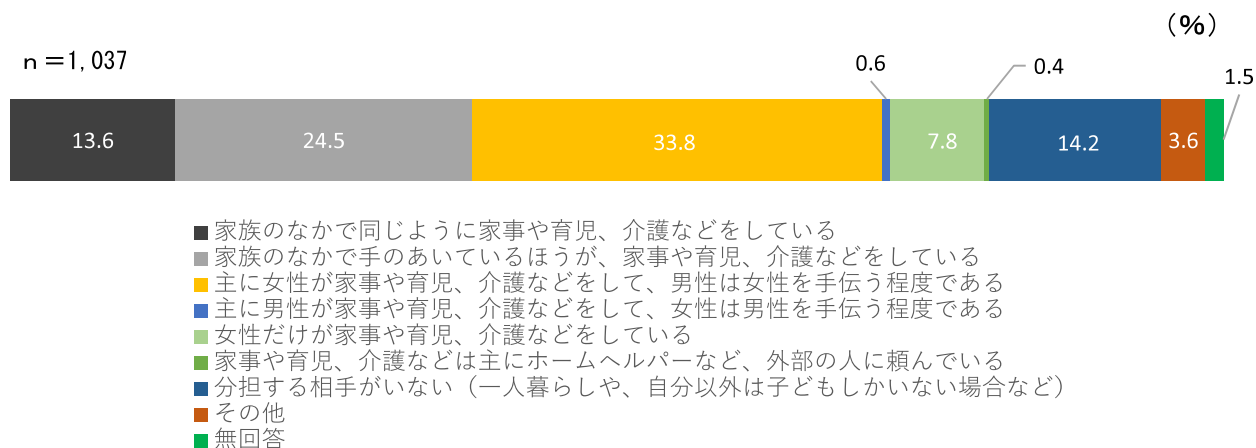 （%）
n＝1,037
0.6
0.4
1.5
13.6 24.5 33.8 7.8 14.2 3.6
家族のなかで同じように家事や育児、介護などをしている
家族のなかで手のあいているほうが、家事や育児、介護などをしている
主に女性が家事や育児、介護などをして、男性は女性を手伝う程度である
主に男性が家事や育児、介護などをして、女性は男性を手伝う程度である
女性だけが家事や育児、介護などをしている
家事や育児、介護などは主にホームヘルパーなど、外部の人に頼んでいる
分担する相手がいない（一人暮らしや、自分以外は子どもしかいない場合など）
その他
無回答